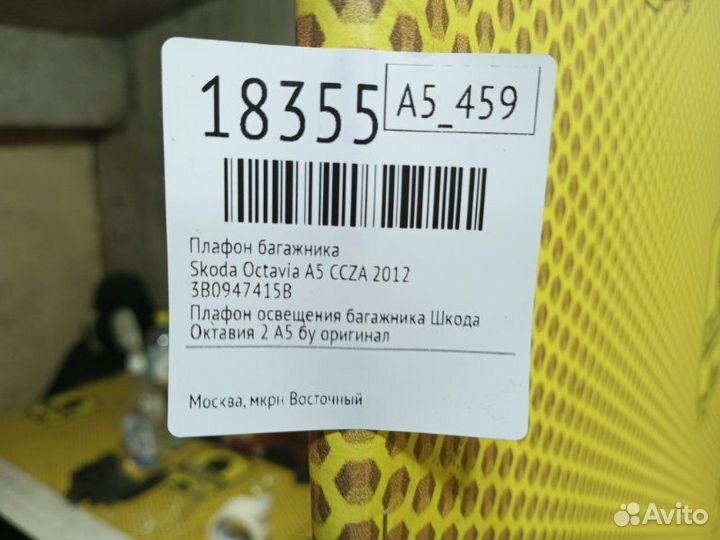 18355
A5_459
Плафон багажника
Skoda Octavia A5 CCZA 2012
3B0947415B
Плафон освещения багажника Шкода
Октавия 2 А5 бу оригинал
Москва, мкрн Восточный
Avito